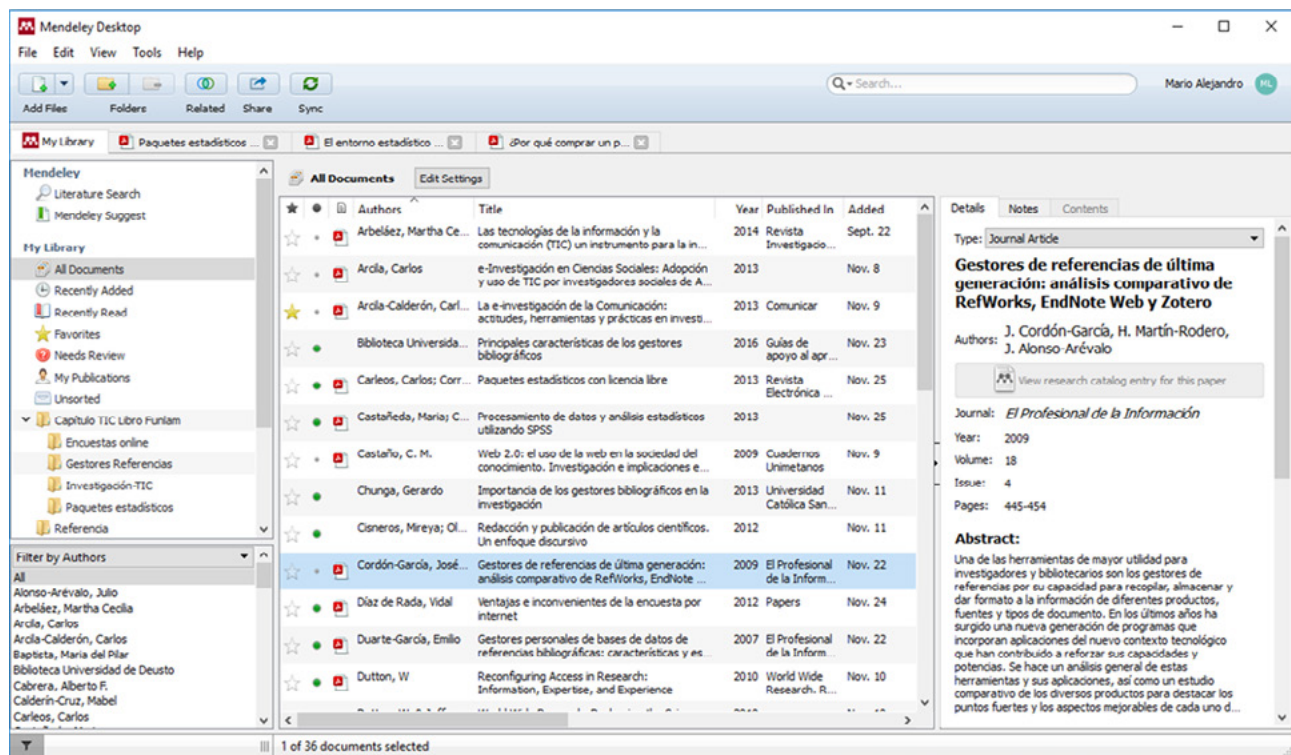 Mendeley Desktop
File Edit View Tools Help
Search...
Mario Alejandro ML
Add Files Folders Related Share Sync
My Library Paquetes estadísticos ... El entorno estadístico ... ¿Por qué comprar un p...
Mendeley
Literature Search
Mendeley Suggest
My Library
All Documents
Recently Added
Recently Read
Favorites
Needs Review
My Publications
Unsorted
Capítulo TIC Libro Funlam
Encuestas online
Gestores Referencias
Investigación-TIC
Paquetes estadísticos
Referencia
Filter by Authors
All
Alonso-Arévalo, Julio
Arbeláez, Martha Cecilia
Arcila, Carlos
Arcila-Calderón, Carlos
Baptista, Maria del Pilar
Biblioteca Universidad de Deusto
Cabrera, Alberto F.
Calderín-Cruz, Mabel
Carleos, Carlos
All Documents Edit Settings
Authors Title Year Published In Added
Arbeláez, Martha Ce... Las tecnologías de la información y la 2014 Revista Sept. 22
comunicación (TIC) un instrumento para la in... Investigacio...
Arcila, Carlos e-Investigación en Ciencias Sociales: Adopción 2013 Nov. 8
y uso de TIC por investigadores sociales de A...
Arcila-Calderón, Carl... La e-investigación de la Comunicación: 2013 Comunicar Nov. 9
actitudes, herramientas y prácticas en investi...
Biblioteca Universida... Principales características de los gestores 2016 Guías de Nov. 23
bibliográficos apoyo al apr...
Carleos, Carlos; Corr... Paquetes estadísticos con licencia libre 2013 Revista Nov. 25
Electrónica ...
Castañeda, Maria; C... Procesamiento de datos y análisis estadísticos 2013 Nov. 25
utilizando SPSS
Castaño, C. M. Web 2.0: el uso de la web en la sociedad del 2009 Cuadernos Nov. 9
conocimiento. Investigación e implicaciones e... Unimetanos
Chunga, Gerardo Importancia de los gestores bibliográficos en la 2013 Universidad Nov. 11
investigación Católica San...
Cisneros, Mireya; Ol... Redacción y publicación de artículos científicos. 2012 Nov. 11
Un enfoque discursivo
Cordón-García, José... Gestores de referencias de última generación: 2009 El Profesional Nov. 22
análisis comparativo de RefWorks, EndNote ... de la Inform...
Díaz de Rada, Vidal Ventajas e inconvenientes de la encuesta por 2012 Papers Nov. 24
internet
Duarte-García, Emilio Gestores personales de bases de datos de 2007 El Profesional Nov. 22
referencias bibliográficas: características y es... de la Inform...
Dutton, W Reconfiguring Access in Research: 2010 World Wide Nov. 10
Information, Expertise, and Experience Research. R...
Details Notes Contents
Type: Journal Article
Gestores de referencias de última
generación: análisis comparativo de
RefWorks, EndNote Web y Zotero
Authors: J. Cordón-García, H. Martín-Rodero,
J. Alonso-Arévalo
View research catalog entry for this paper
Journal: El Profesional de la Información
Year: 2009
Volume: 18
Issue: 4
Pages: 445-454
Abstract:
Una de las herramientas de mayor utilidad para
investigadores y bibliotecarios son los gestores de
referencias por su capacidad para recopilar, almacenar y
dar formato a la información de diferentes productos,
fuentes y tipos de documento. En los últimos años ha
surgido una nueva generación de programas que
incorporan aplicaciones del nuevo contexto tecnológico
que han contribuido a reforzar sus capacidades y
potencias. Se hace un análisis general de estas
herramientas y sus aplicaciones, así como un estudio
comparativo de los diversos productos para destacar los
puntos fuertes y los aspectos mejorables de cada uno d...
1 of 36 documents selected